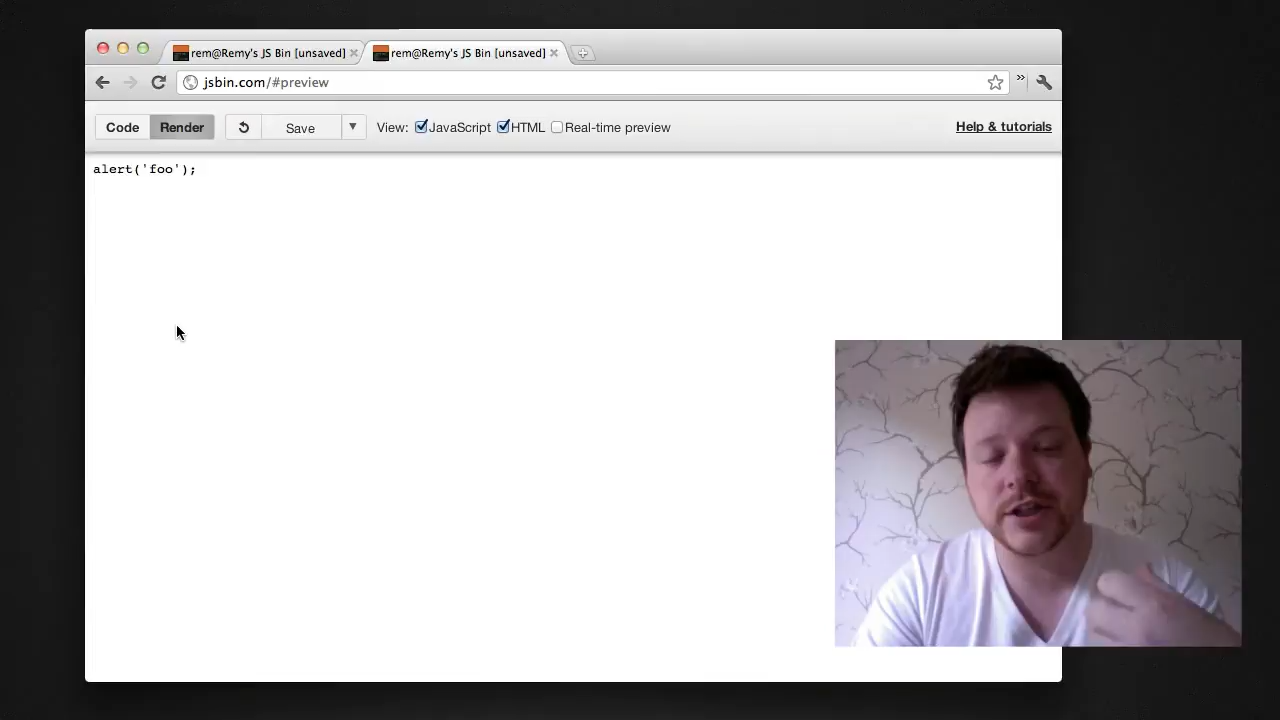 rem@Remy's JS Bin [unsaved] rem@Remy's JS Bin [unsaved]
jsbin.com/#preview
Code Render Save View: JavaScript HTML Real-time preview Help & tutorials
alert('foo');